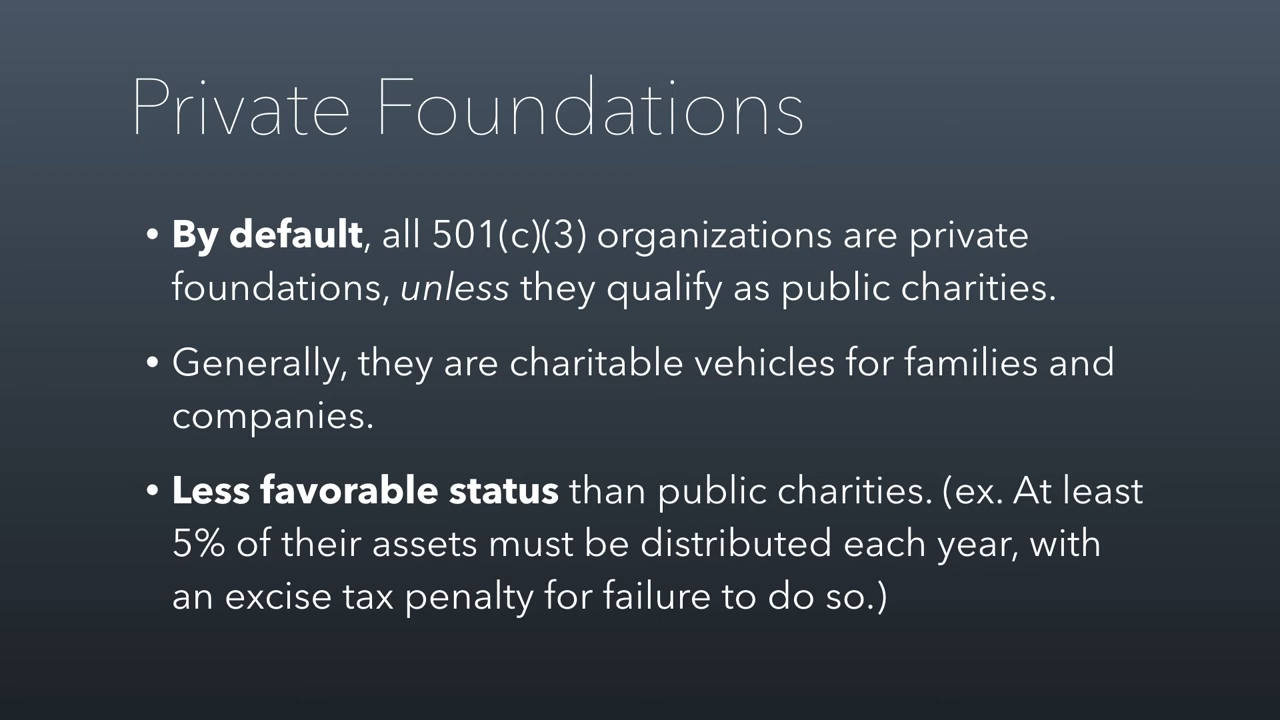 Private Foundations
• By default, all 501(c)(3) organizations are private
foundations, unless they qualify as public charities.
• Generally, they are charitable vehicles for families and
companies.
• Less favorable status than public charities. (ex. At least
5% of their assets must be distributed each year, with
an excise tax penalty for failure to do so.)